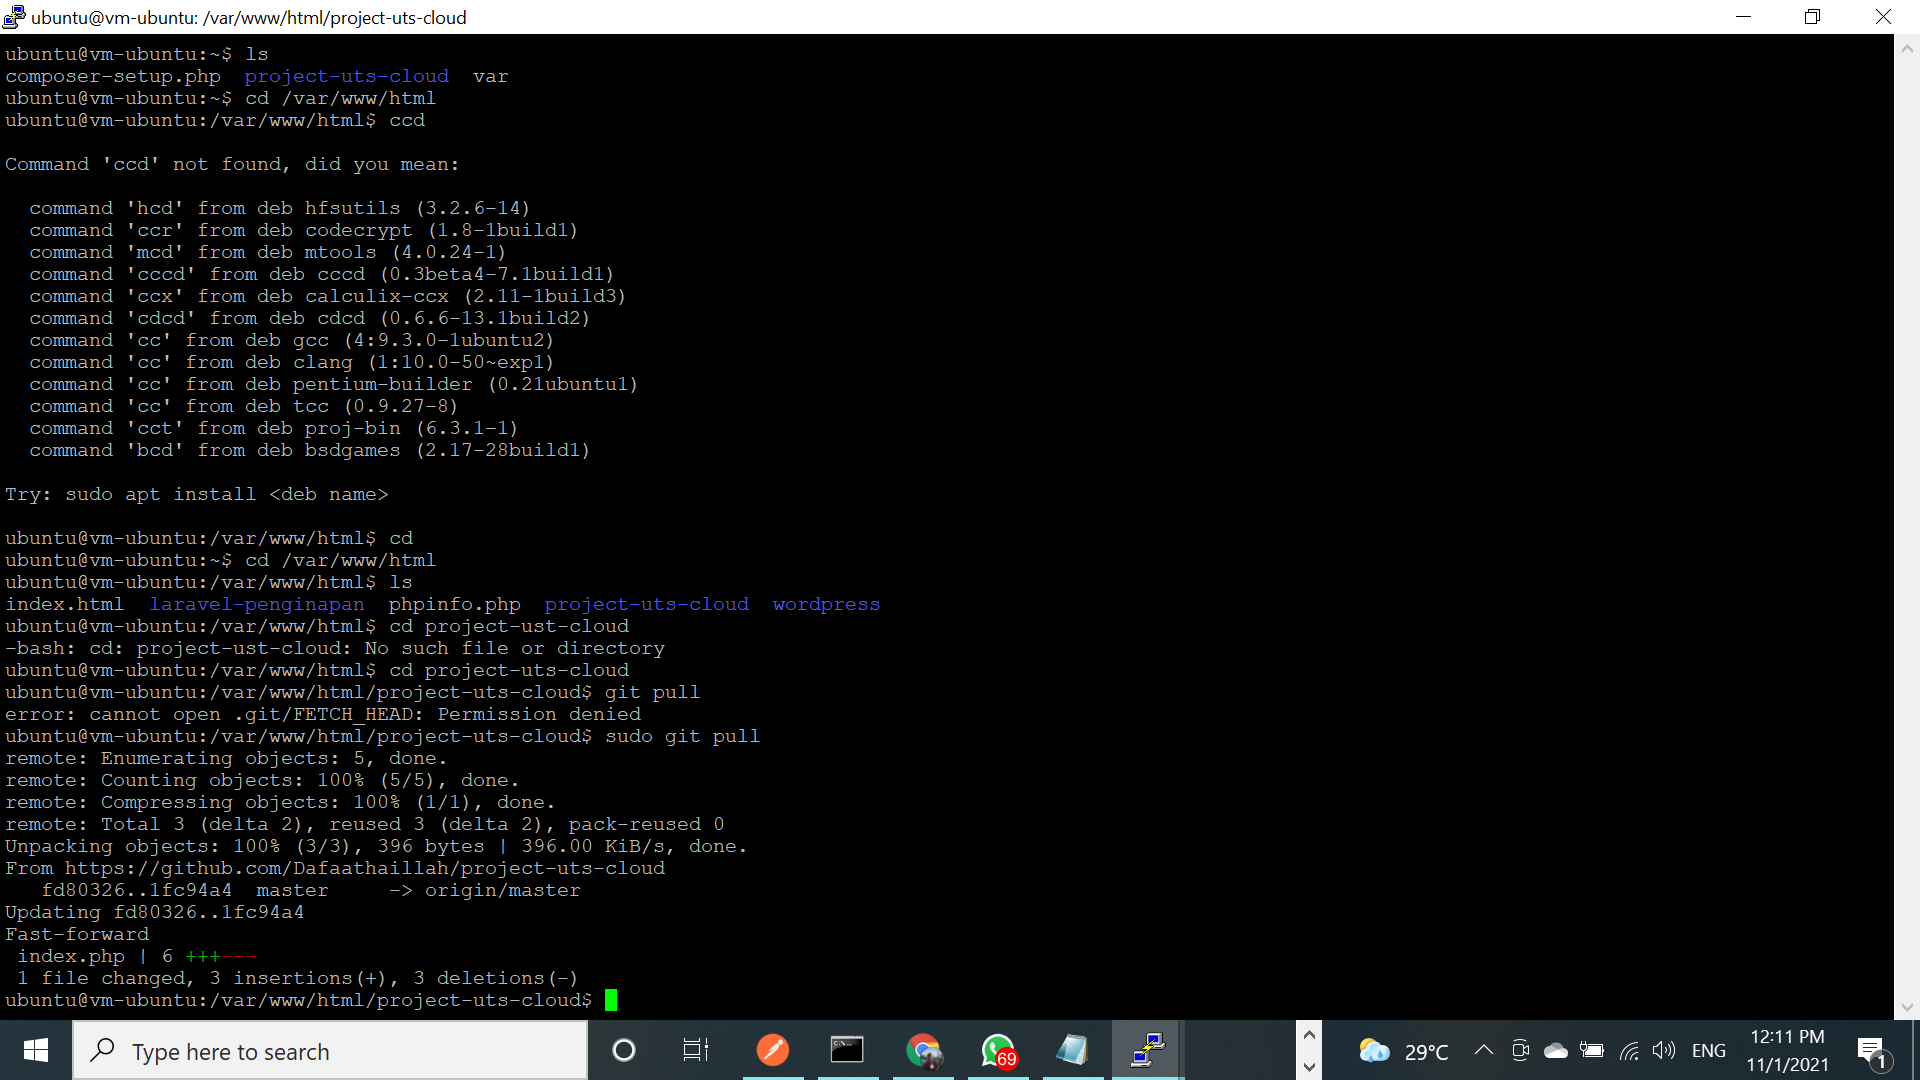 ubuntu@vm-ubuntu: /var/www/html/project-uts-cloud
ubuntu@vm-ubuntu:~$ ls
composer-setup.php  project-uts-cloud  var
ubuntu@vm-ubuntu:~$ cd /var/www/html
ubuntu@vm-ubuntu:/var/www/html$ ccd
Command 'ccd' not found, did you mean:
command 'hcd' from deb hfsutils (3.2.6-14)
command 'ccr' from deb codecrypt (1.8-1build1)
command 'mcd' from deb mtools (4.0.24-1)
command 'cccd' from deb cccd (0.3beta4-7.1build1)
command 'ccx' from deb calculix-ccx (2.11-1build3)
command 'cdcd' from deb cdcd (0.6.6-13.1build2)
command 'cc' from deb gcc (4:9.3.0-1ubuntu2)
command 'cc' from deb clang (1:10.0-50~exp1)
command 'cc' from deb pentium-builder (0.21ubuntu1)
command 'cc' from deb tcc (0.9.27-8)
command 'cct' from deb proj-bin (6.3.1-1)
command 'bcd' from deb bsdgames (2.17-28build1)
Try: sudo apt install <deb name>
ubuntu@vm-ubuntu:/var/www/html$ cd
ubuntu@vm-ubuntu:~$ cd /var/www/html
ubuntu@vm-ubuntu:/var/www/html$ ls
index.html  laravel-penginapan  phpinfo.php  project-uts-cloud  wordpress
ubuntu@vm-ubuntu:/var/www/html$ cd project-ust-cloud
-bash: cd: project-ust-cloud: No such file or directory
ubuntu@vm-ubuntu:/var/www/html$ cd project-uts-cloud
ubuntu@vm-ubuntu:/var/www/html/project-uts-cloud$ git pull
error: cannot open .git/FETCH_HEAD: Permission denied
ubuntu@vm-ubuntu:/var/www/html/project-uts-cloud$ sudo git pull
remote: Enumerating objects: 5, done.
remote: Counting objects: 100% (5/5), done.
remote: Compressing objects: 100% (1/1), done.
remote: Total 3 (delta 2), reused 3 (delta 2), pack-reused 0
Unpacking objects: 100% (3/3), 396 bytes | 396.00 KiB/s, done.
From https://github.com/Dafaathaillah/project-uts-cloud
fd80326..1fc94a4  master     -> origin/master
Updating fd80326..1fc94a4
Fast-forward
index.php | 6 +++---
1 file changed, 3 insertions(+), 3 deletions(-)
ubuntu@vm-ubuntu:/var/www/html/project-uts-cloud$
Type here to search
69
29°C
ENG
12:11 PM
11/1/2021
1